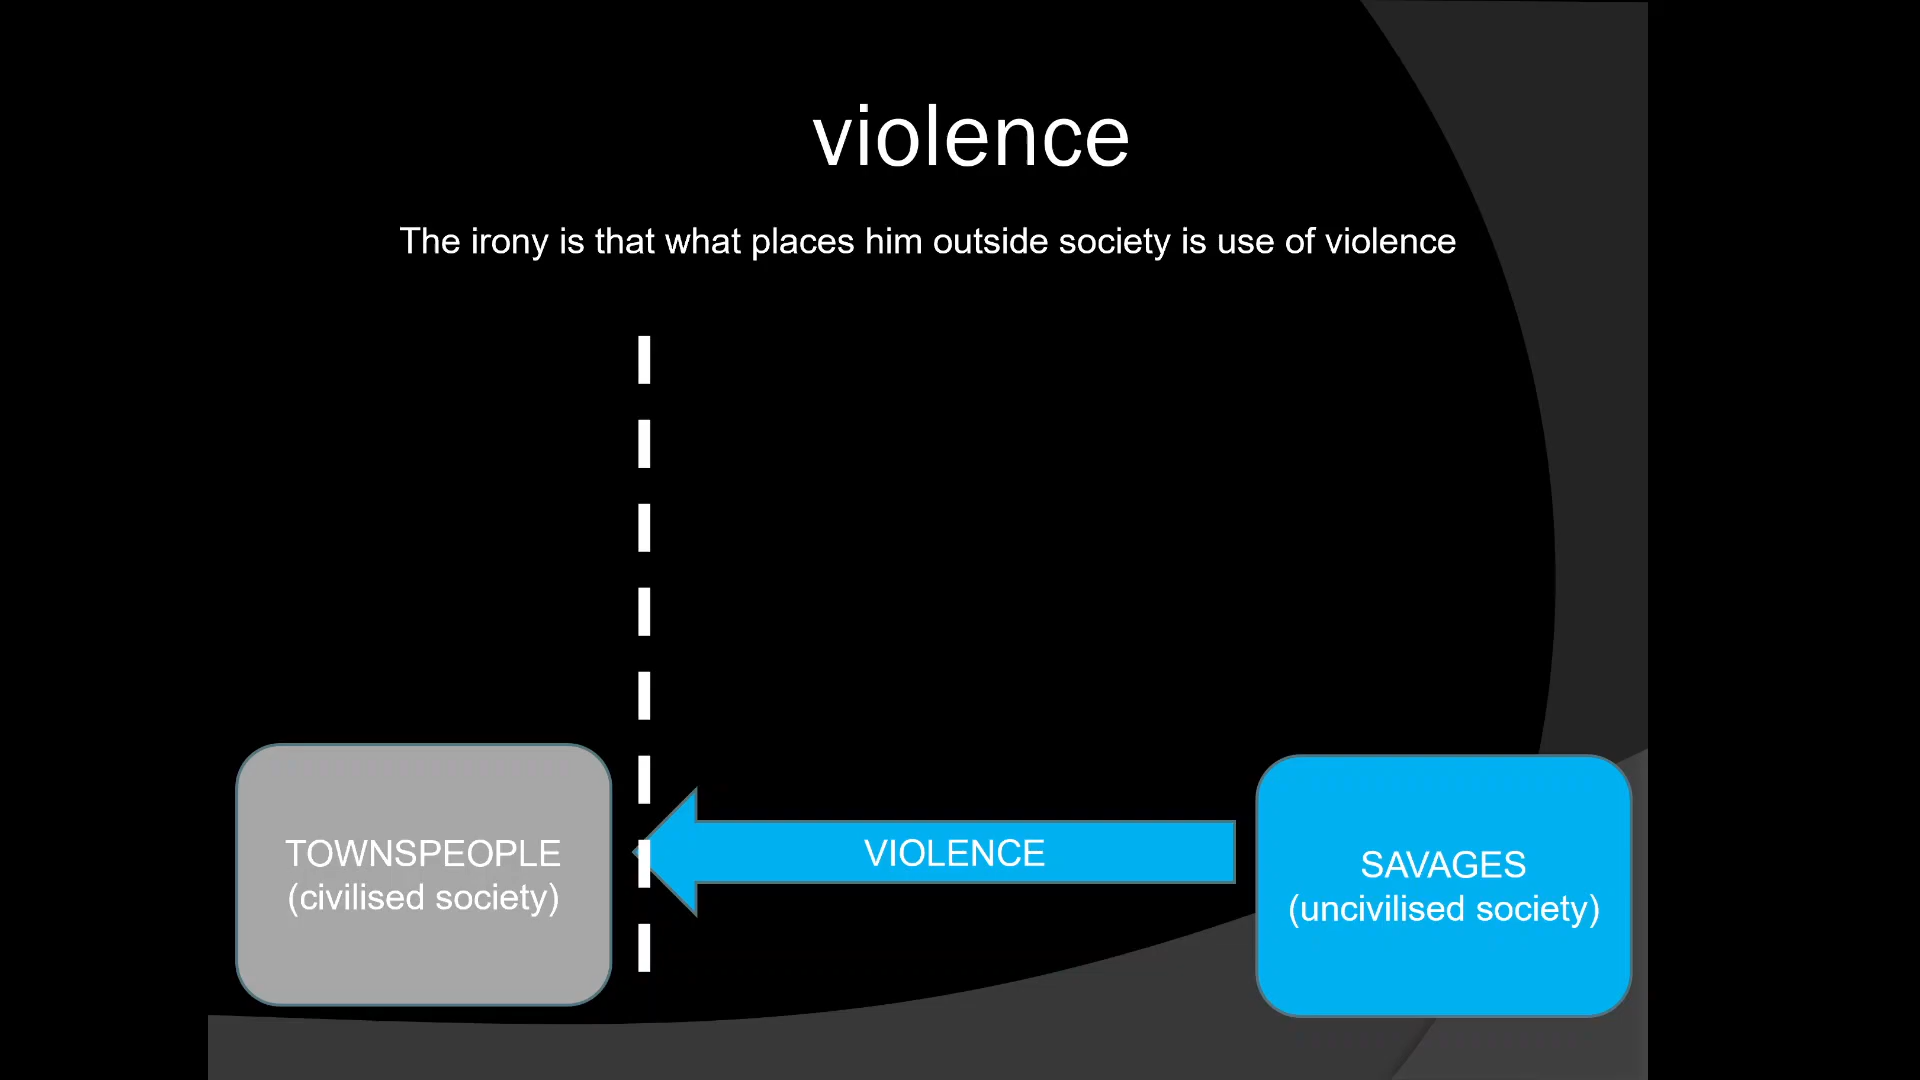 violence
The irony is that what places him outside society is use of violence
TOWNSPEOPLE
(civilised society)
VIOLENCE
SAVAGES
(uncivilised society)